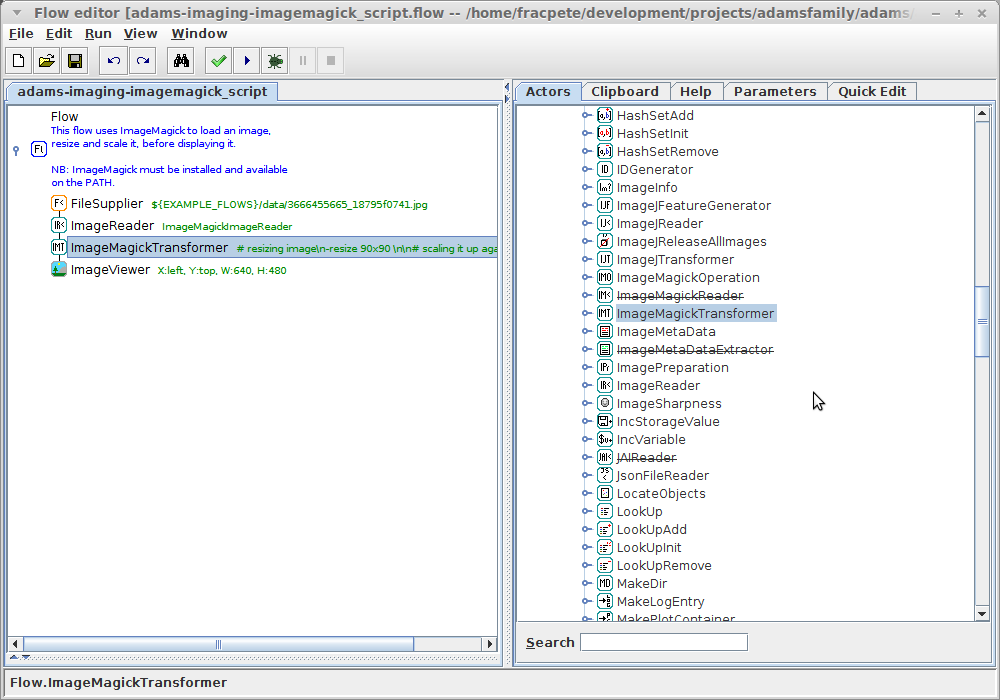 Flow editor [adams-imaging-imagemagick_script.flow -- /home/fracpete/development/projects/adamsfamily/adams/
File Edit Run View Window
adams-imaging-imagemagick_script
Flow
This flow uses ImageMagick to load an image,
resize and scale it, before displaying it.
NB: ImageMagick must be installed and available
on the PATH.
FileSupplier ${EXAMPLE_FLOWS}/data/3666455665_18795f0741.jpg
ImageReader ImageMagickImageReader
ImageMagickTransformer # resizing image\n-resize 90x90 \n\n# scaling it up aga
ImageViewer X:left, Y:top, W:640, H:480
Actors Clipboard Help Parameters Quick Edit
HashSetAdd
HashSetInit
HashSetRemove
IDGenerator
ImageInfo
ImageJFeatureGenerator
ImageJReader
ImageJReleaseAllImages
ImageJTransformer
ImageMagickOperation
ImageMagickReader
ImageMagickTransformer
ImageMetaData
ImageMetaDataExtractor
ImagePreparation
ImageReader
ImageSharpness
IncStorageValue
IncVariable
JAIReader
JsonFileReader
LocateObjects
LookUp
LookUpAdd
LookUpInit
LookUpRemove
MakeDir
MakeLogEntry
MakePlotContainer
Search
Flow.ImageMagickTransformer